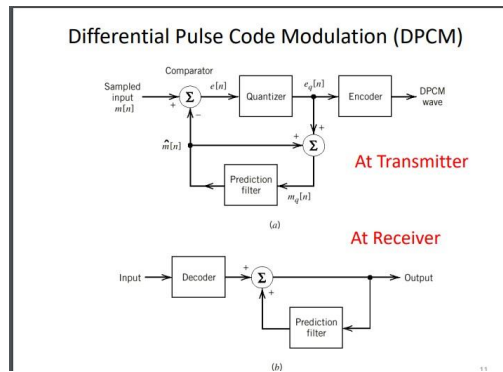 Differential Pulse Code Modulation (DPCM)
Comparator
Sampled
input
m[n]
+
Σ
−
e[n]
Quantizer
e_q[n]
Encoder
DPCM
wave
m̂[n]
+
+
Σ
At Transmitter
Prediction
filter
m_q[n]
(a)
At Receiver
Input
Decoder
+
Σ
+
Output
Prediction
filter
(b)
11